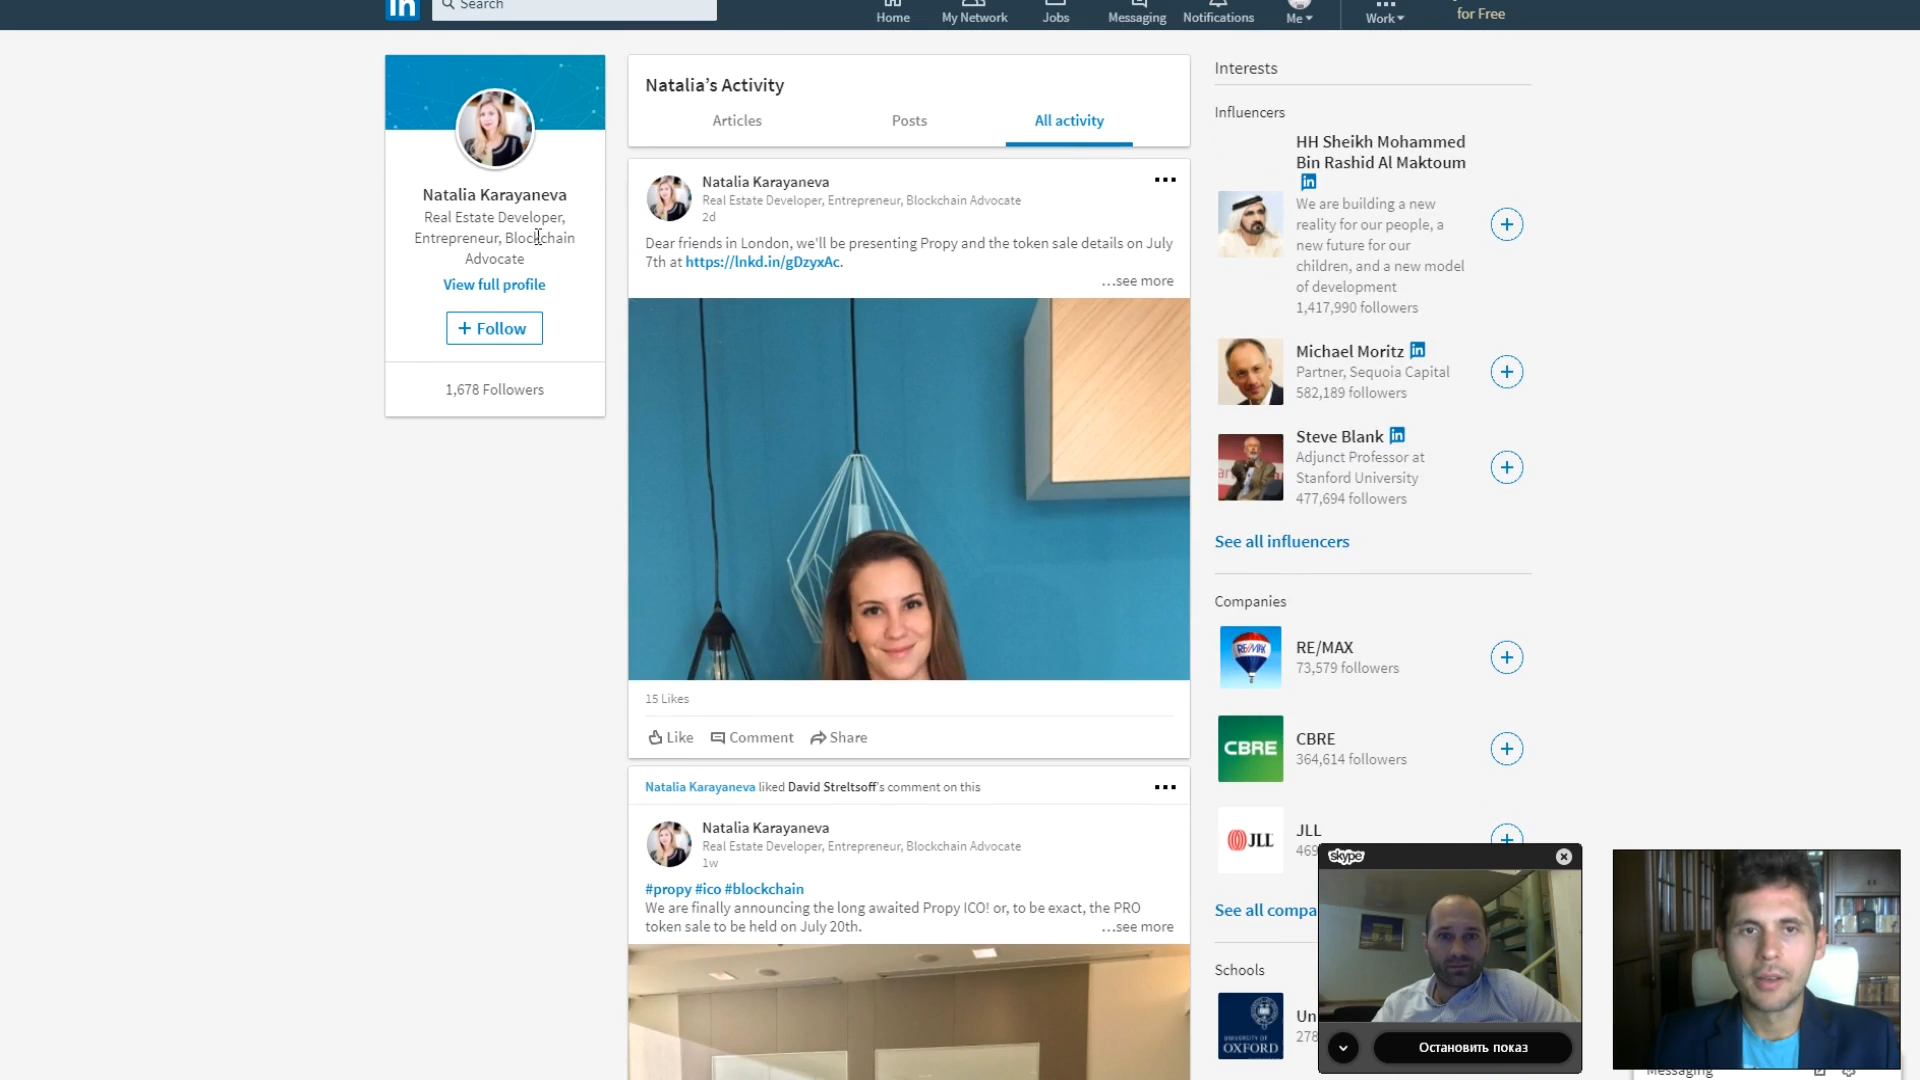 in
Search
Home
My Network
Jobs
Messaging
Notifications
Me
Work
for Free
Natalia Karayaneva
Real Estate Developer,
Entrepreneur, Blockchain
Advocate
View full profile
+ Follow
1,678 Followers
Natalia’s Activity
Articles
Posts
All activity
Natalia Karayaneva
Real Estate Developer, Entrepreneur, Blockchain Advocate
2d
Dear friends in London, we'll be presenting Propy and the token sale details on July
7th at https://lnkd.in/gDzyxAc.
…see more
15 Likes
Like
Comment
Share
Natalia Karayaneva liked David Streltsoff's comment on this
Natalia Karayaneva
Real Estate Developer, Entrepreneur, Blockchain Advocate
1w
#propy #ico #blockchain
We are finally announcing the long awaited Propy ICO! or, to be exact, the PRO
token sale to be held on July 20th.
…see more
Interests
Influencers
HH Sheikh Mohammed
Bin Rashid Al Maktoum
in
We are building a new
reality for our people, a
new future for our
children, and a new model
of development
1,417,990 followers
Michael Moritz in
Partner, Sequoia Capital
582,189 followers
Steve Blank in
Adjunct Professor at
Stanford University
477,694 followers
See all influencers
Companies
RE/MAX
RE/MAX
73,579 followers
CBRE
CBRE
364,614 followers
JLL
JLL
469
See all compa
Schools
UNIVERSITY OF
OXFORD
Un
278
skype
Остановить показ
Messaging